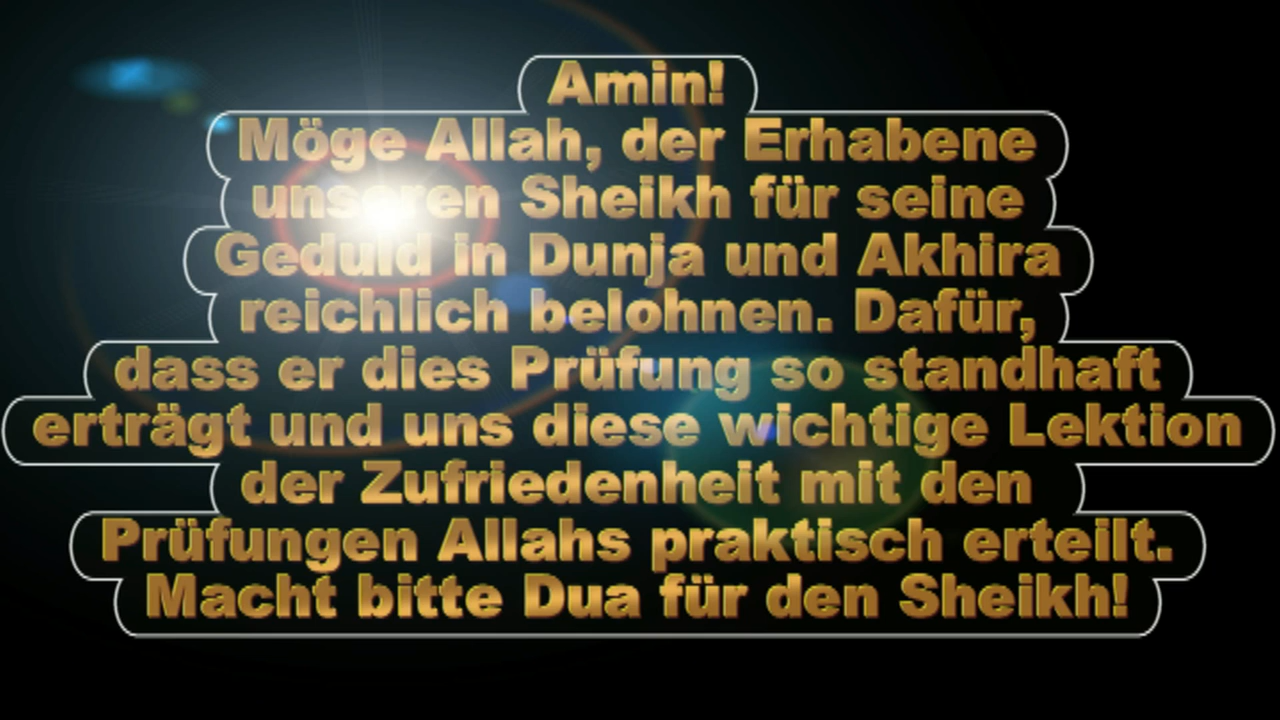 Amin!
Möge Allah, der Erhabene
unseren Sheikh für seine
Geduld in Dunja und Akhira
reichlich belohnen. Dafür,
dass er dies Prüfung so standhaft
erträgt und uns diese wichtige Lektion
der Zufriedenheit mit den
Prüfungen Allahs praktisch erteilt.
Macht bitte Dua für den Sheikh!